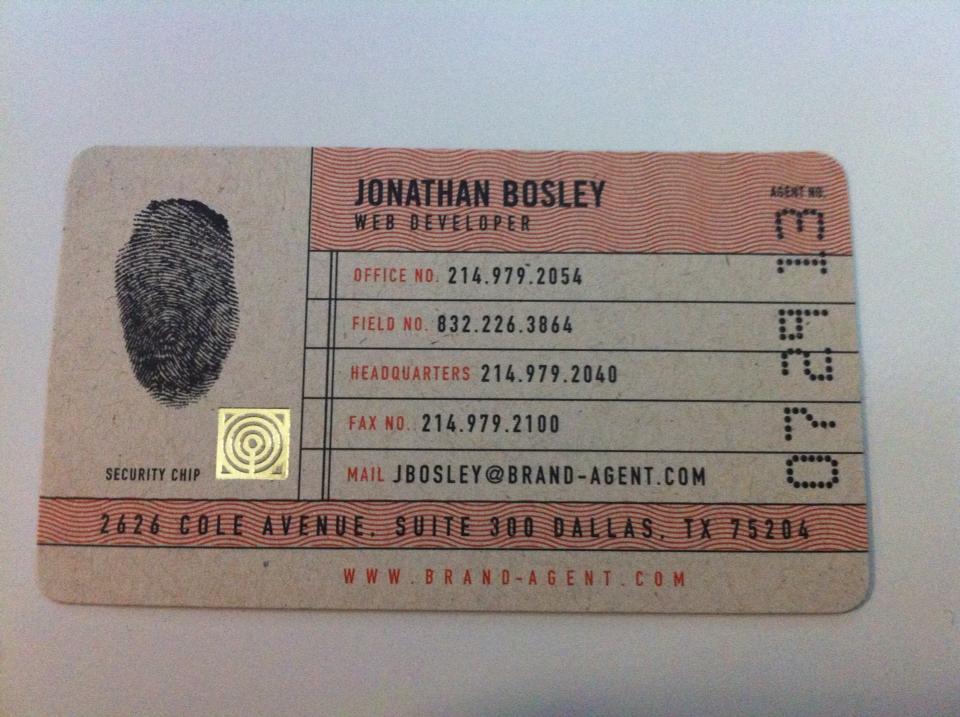 JONATHAN BOSLEY
WEB DEVELOPER
AGENT NO.
072913
OFFICE NO. 214.979.2054
FIELD NO. 832.226.3864
HEADQUARTERS 214.979.2040
FAX NO. 214.979.2100
MAIL JBOSLEY@BRAND-AGENT.COM
SECURITY CHIP
2626 COLE AVENUE, SUITE 300 DALLAS, TX 75204
WWW.BRAND-AGENT.COM